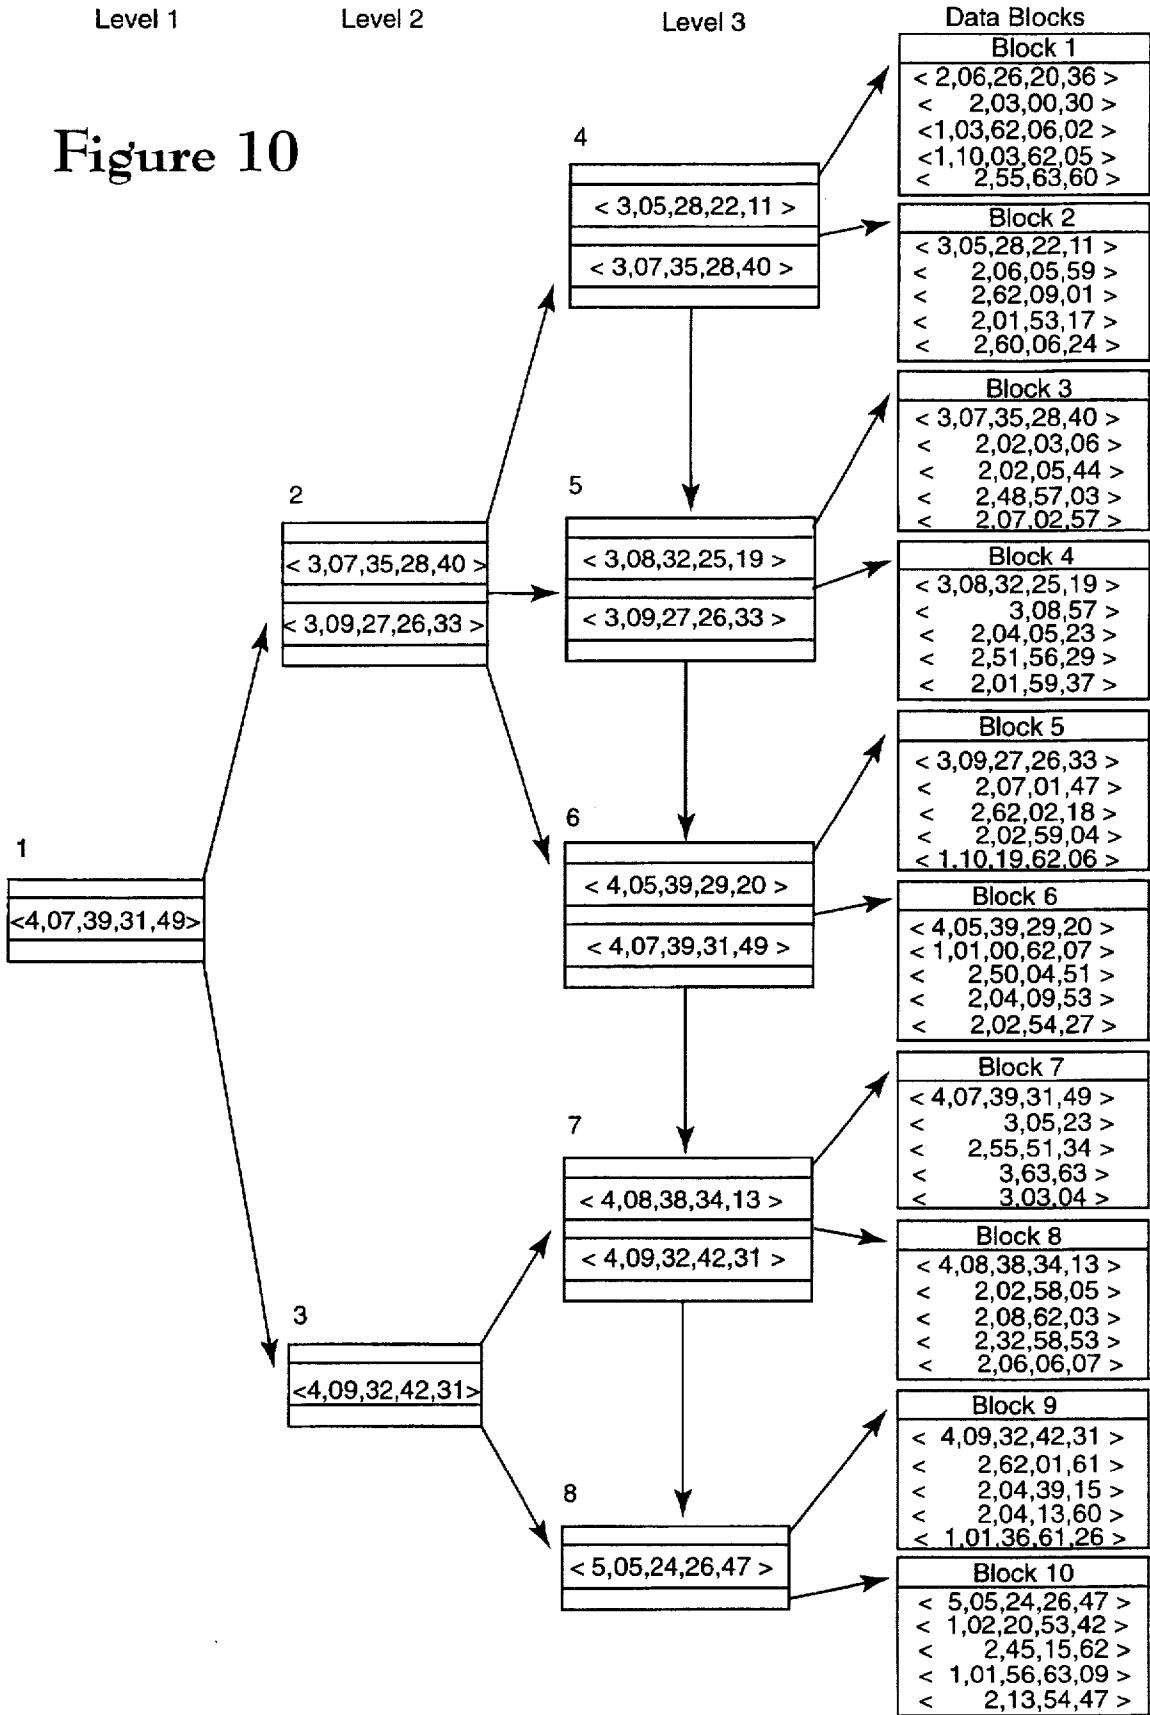 Level 1
Level 2
Level 3
Data Blocks
Figure 10
1
<4,07,39,31,49>
2
< 3,07,35,28,40 >
< 3,09,27,26,33 >
3
<4,09,32,42,31>
4
< 3,05,28,22,11 >
< 3,07,35,28,40 >
5
< 3,08,32,25,19 >
< 3,09,27,26,33 >
6
< 4,05,39,29,20 >
< 4,07,39,31,49 >
7
< 4,08,38,34,13 >
< 4,09,32,42,31 >
8
< 5,05,24,26,47 >
Block 1
< 2,06,26,20,36 >
< 2,03,00,30 >
<1,03,62,06,02 >
<1,10,03,62,05 >
< 2,55,63,60 >
Block 2
< 3,05,28,22,11 >
< 2,06,05,59 >
< 2,62,09,01 >
< 2,01,53,17 >
< 2,60,06,24 >
Block 3
< 3,07,35,28,40 >
< 2,02,03,06 >
< 2,02,05,44 >
< 2,48,57,03 >
< 2,07,02,57 >
Block 4
< 3,08,32,25,19 >
< 3,08,57 >
< 2,04,05,23 >
< 2,51,56,29 >
< 2,01,59,37 >
Block 5
< 3,09,27,26,33 >
< 2,07,01,47 >
< 2,62,02,18 >
< 2,02,59,04 >
< 1,10,19,62,06 >
Block 6
< 4,05,39,29,20 >
< 1,01,00,62,07 >
< 2,50,04,51 >
< 2,04,09,53 >
< 2,02,54,27 >
Block 7
< 4,07,39,31,49 >
< 3,05,23 >
< 2,55,51,34 >
< 3,63,63 >
< 3,03,04 >
Block 8
< 4,08,38,34,13 >
< 2,02,58,05 >
< 2,08,62,03 >
< 2,32,58,53 >
< 2,06,06,07 >
Block 9
< 4,09,32,42,31 >
< 2,62,01,61 >
< 2,04,39,15 >
< 2,04,13,60 >
< 1,01,36,61,26 >
Block 10
< 5,05,24,26,47 >
< 1,02,20,53,42 >
< 2,45,15,62 >
< 1,01,56,63,09 >
< 2,13,54,47 >